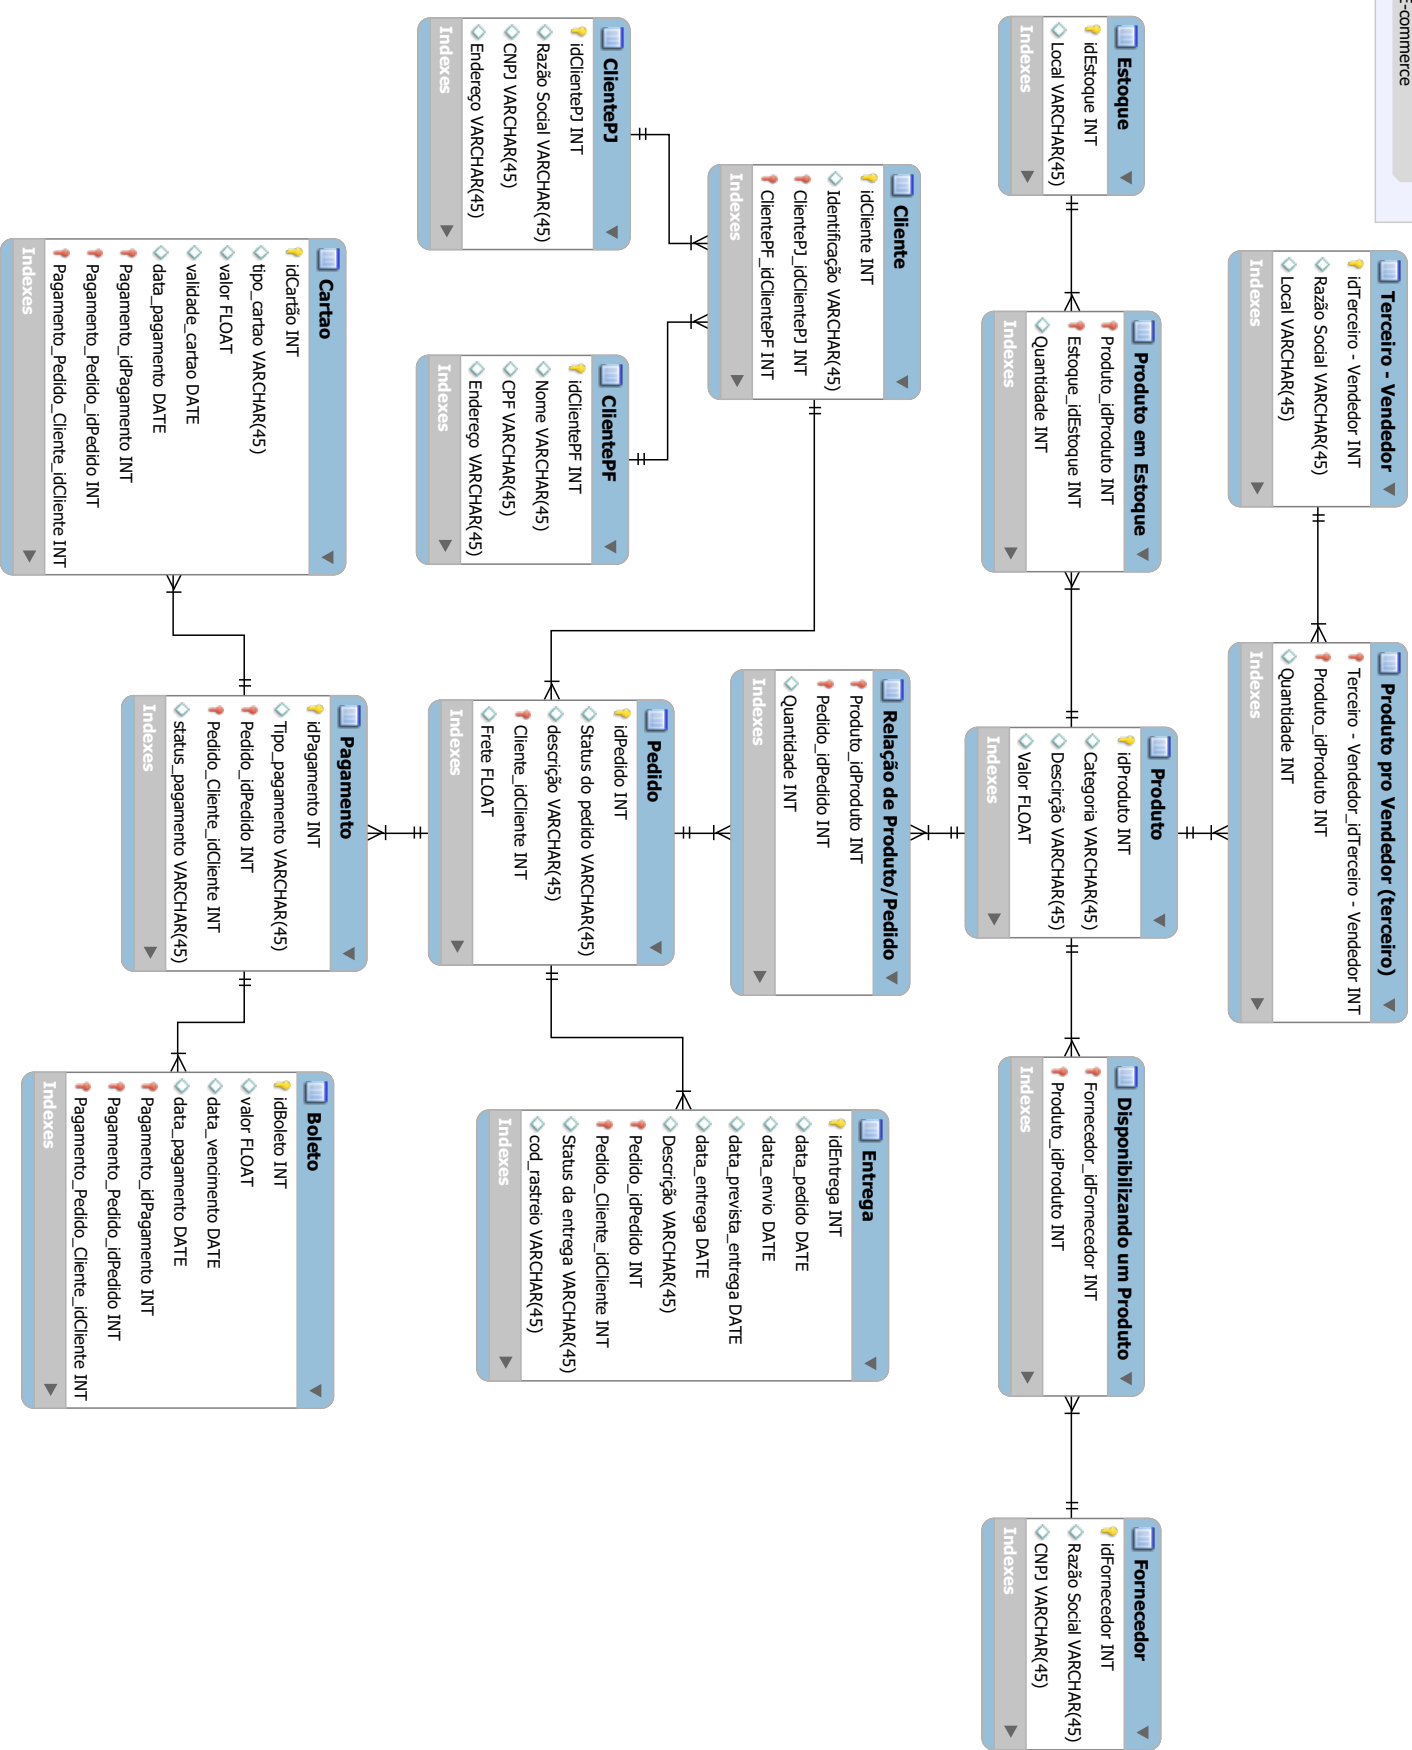 E-commerce
Terceiro - Vendedor
idTerceiro - Vendedor INT
Razão Social VARCHAR(45)
Local VARCHAR(45)
Indexes
Produto pro Vendedor (terceiro)
Terceiro - Vendedor_idTerceiro - Vendedor INT
Produto_idProduto INT
Quantidade INT
Indexes
Estoque
idEstoque INT
Local VARCHAR(45)
Indexes
Produto em Estoque
Produto_idProduto INT
Estoque_idEstoque INT
Quantidade INT
Indexes
Produto
idProduto INT
Categoria VARCHAR(45)
Descirção VARCHAR(45)
Valor FLOAT
Indexes
Disponibilizando um Produto
Fornecedor_idFornecedor INT
Produto_idProduto INT
Indexes
Fornecedor
idFornecedor INT
Razão Social VARCHAR(45)
CNPJ VARCHAR(45)
Indexes
Cliente
idCliente INT
Identificação VARCHAR(45)
ClientePJ_idClientePJ INT
ClientePF_idClientePF INT
Indexes
Relação de Produto/Pedido
Produto_idProduto INT
Pedido_idPedido INT
Quantidade INT
Indexes
Entrega
idEntrega INT
data_pedido DATE
data_envio DATE
data_prevista_entrega DATE
data_entrega DATE
Descrição VARCHAR(45)
Pedido_idPedido INT
Pedido_Cliente_idCliente INT
Status da entrega VARCHAR(45)
cod_rastreio VARCHAR(45)
Indexes
ClientePJ
idClientePJ INT
Razão Social VARCHAR(45)
CNPJ VARCHAR(45)
Endereço VARCHAR(45)
Indexes
ClientePF
idClientePF INT
Nome VARCHAR(45)
CPF VARCHAR(45)
Endereço VARCHAR(45)
Indexes
Pedido
idPedido INT
Status do pedido VARCHAR(45)
descrição VARCHAR(45)
Cliente_idCliente INT
Frete FLOAT
Indexes
Cartao
idCartão INT
tipo_cartao VARCHAR(45)
valor FLOAT
validade_cartao DATE
data_pagamento DATE
Pagamento_idPagamento INT
Pagamento_Pedido_idPedido INT
Pagamento_Pedido_Cliente_idCliente INT
Indexes
Pagamento
idPagamento INT
Tipo_pagamento VARCHAR(45)
Pedido_idPedido INT
Pedido_Cliente_idCliente INT
status_pagamento VARCHAR(45)
Indexes
Boleto
idBoleto INT
valor FLOAT
data_vencimento DATE
data_pagamento DATE
Pagamento_idPagamento INT
Pagamento_Pedido_idPedido INT
Pagamento_Pedido_Cliente_idCliente INT
Indexes